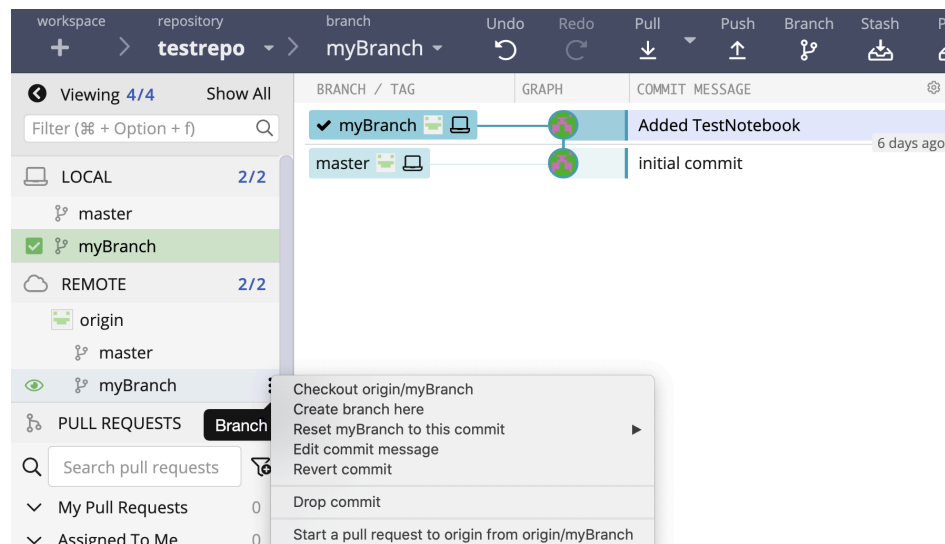 workspace repository branch Undo Redo Pull Push Branch Stash
testrepo myBranch
Viewing 4/4 Show All
BRANCH / TAG GRAPH COMMIT MESSAGE
Filter (⌘ + Option + f)
myBranch Added TestNotebook
6 days ago
master initial commit
LOCAL 2/2
master
myBranch
REMOTE 2/2
origin
master
myBranch
PULL REQUESTS
Branch
Search pull requests
My Pull Requests 0
Assigned To Me 0
Checkout origin/myBranch
Create branch here
Reset myBranch to this commit
Edit commit message
Revert commit
Drop commit
Start a pull request to origin from origin/myBranch